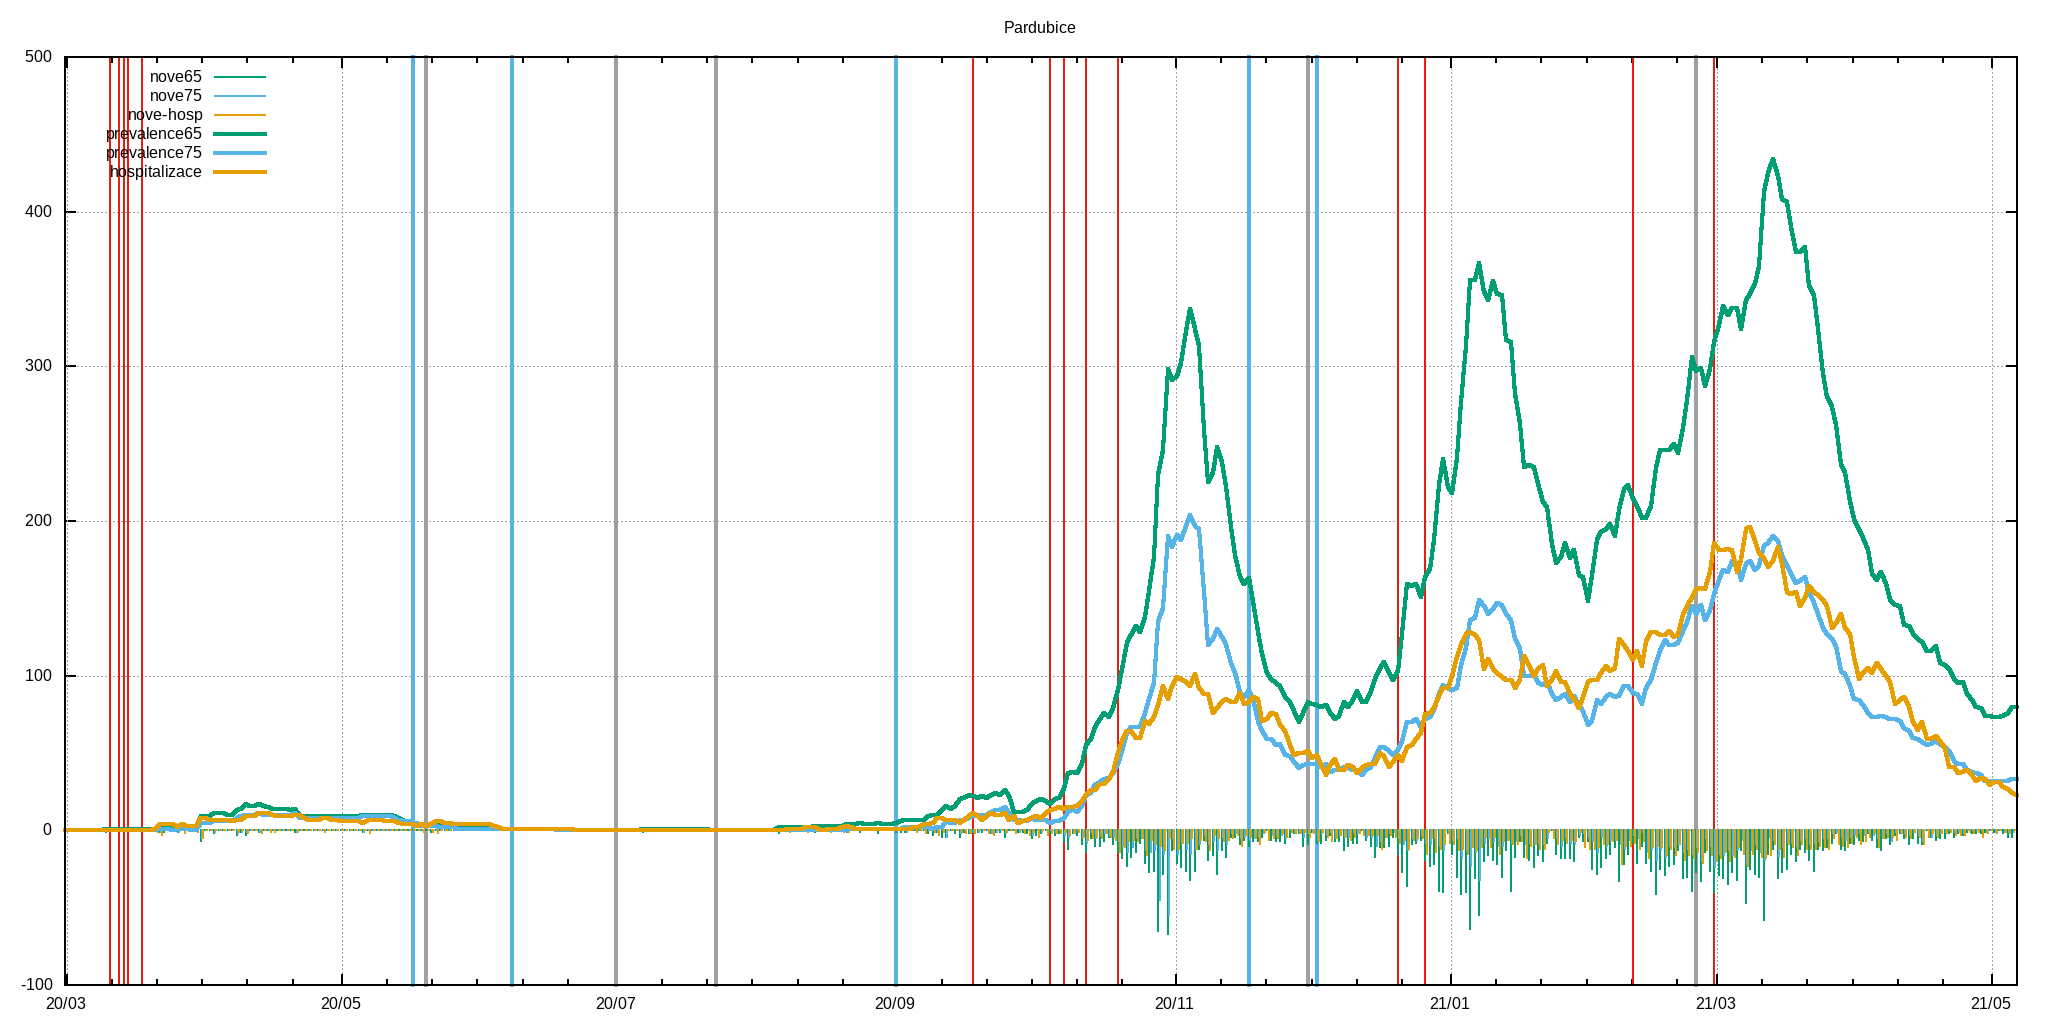 Pardubice
500
nove65
nove75
nove-hosp
prevalence65
prevalence75
hospitalizace
400
300
200
100
0
-100
20/03 20/05 20/07 20/09 20/11 21/01 21/03 21/05